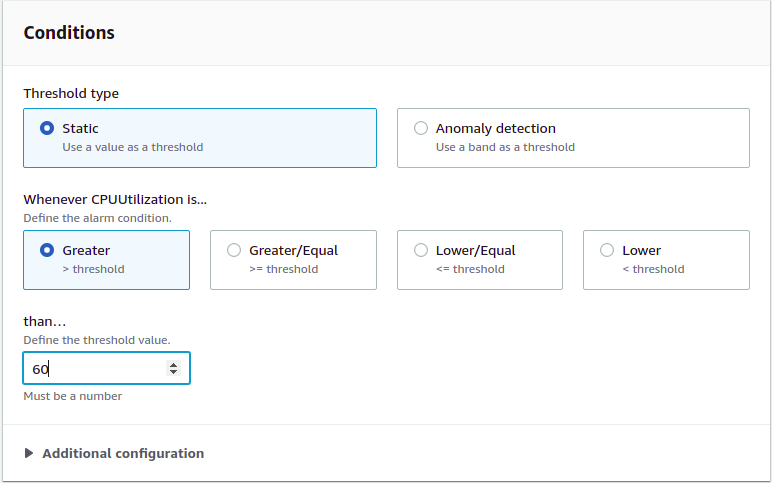 Conditions
Threshold type
Static
Use a value as a threshold
Anomaly detection
Use a band as a threshold
Whenever CPUUtilization is...
Define the alarm condition.
Greater
> threshold
Greater/Equal
>= threshold
Lower/Equal
<= threshold
Lower
< threshold
than…
Define the threshold value.
60
Must be a number
Additional configuration